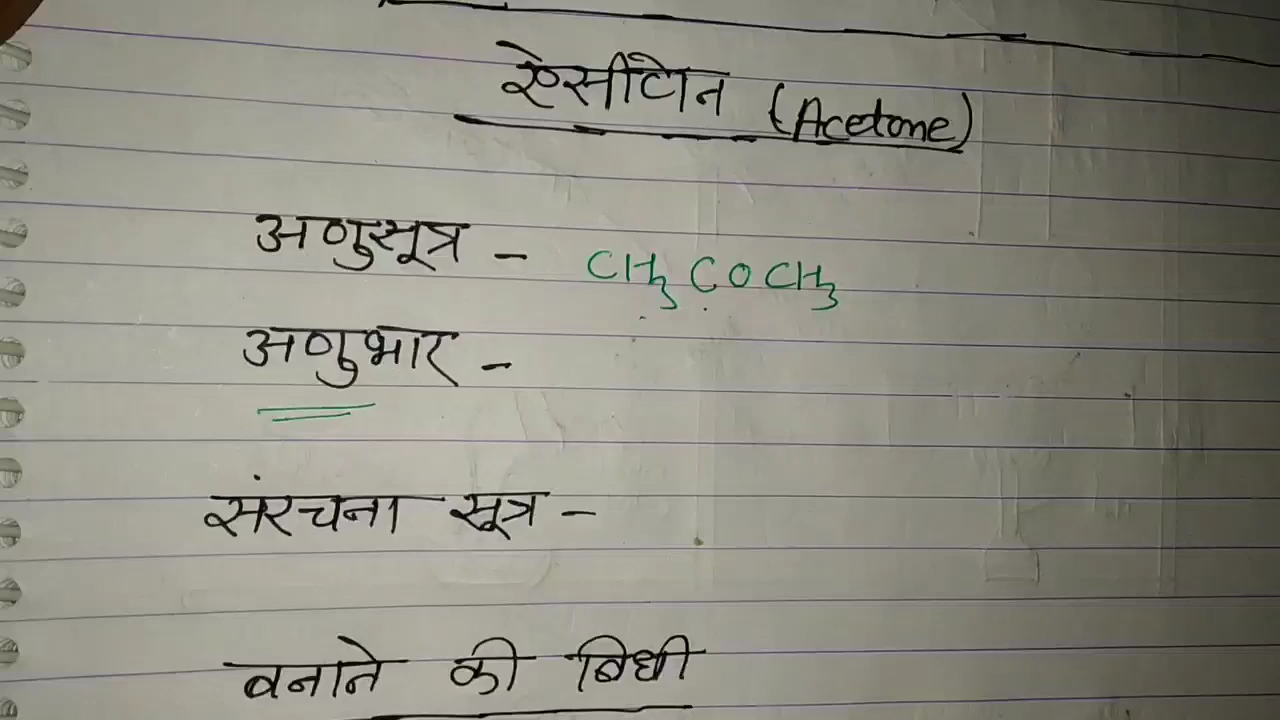 ऐसीटोन (Acetone)
अणुसूत्र - CH3COCH3
अणुभार -
संरचना सूत्र -
बनाने की बिधी